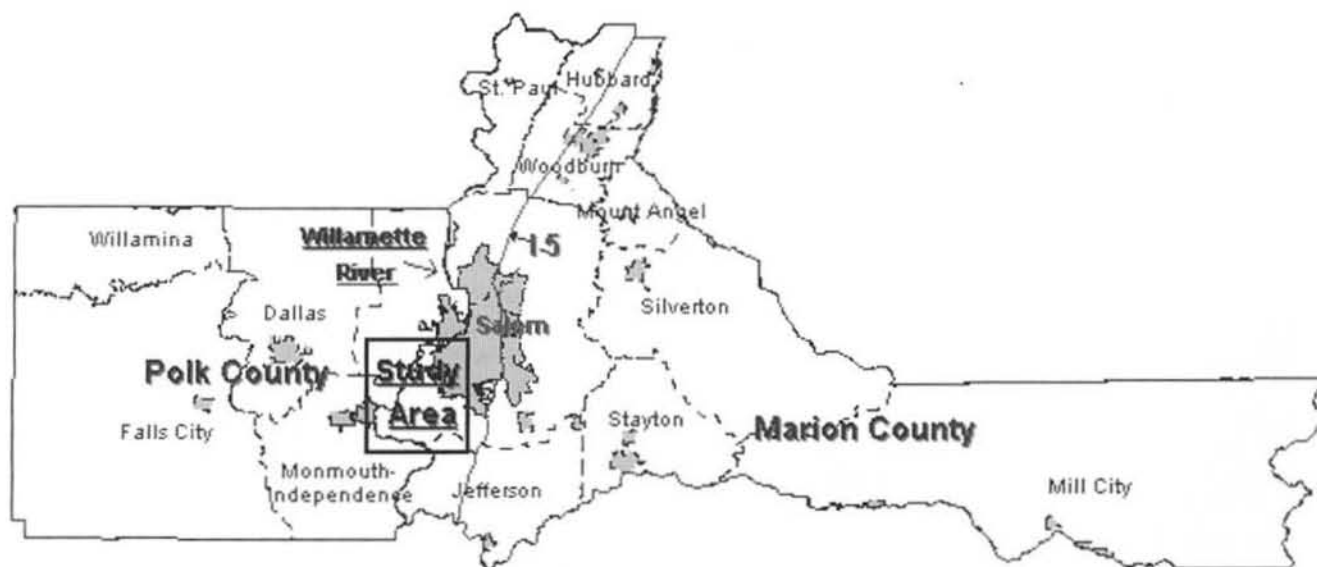 St. Paul
Hubbard
Woodburn
Mount Angel
Willamina
Willamette
River
I5
Silverton
Dallas
Salem
Polk County
Study
Area
Falls City
Stayton
Marion County
Monmouth-
Independence
Jefferson
Mill City